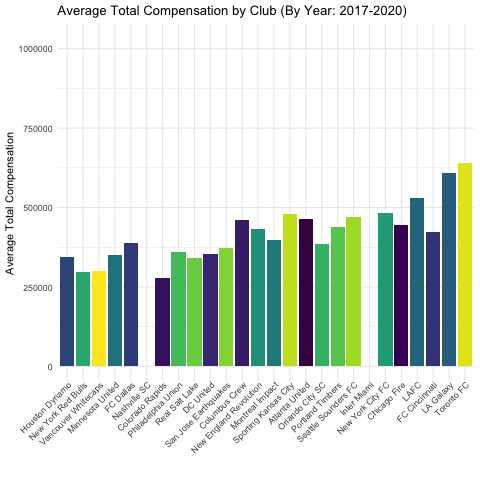 Average Total Compensation by Club (By Year: 2017-2020)
Average Total Compensation
1000000
750000
500000
250000
0
Houston Dynamo
New York Red Bulls
Vancouver Whitecaps
Minnesota United
FC Dallas
Nashville SC
Colorado Rapids
Philadelphia Union
Real Salt Lake
DC United
San Jose Earthquakes
Columbus Crew
New England Revolution
Montreal Impact
Sporting Kansas City
Atlanta United
Orlando City SC
Portland Timbers
Seattle Sounders FC
Inter Miami
New York City FC
Chicago Fire
LAFC
FC Cincinnati
LA Galaxy
Toronto FC